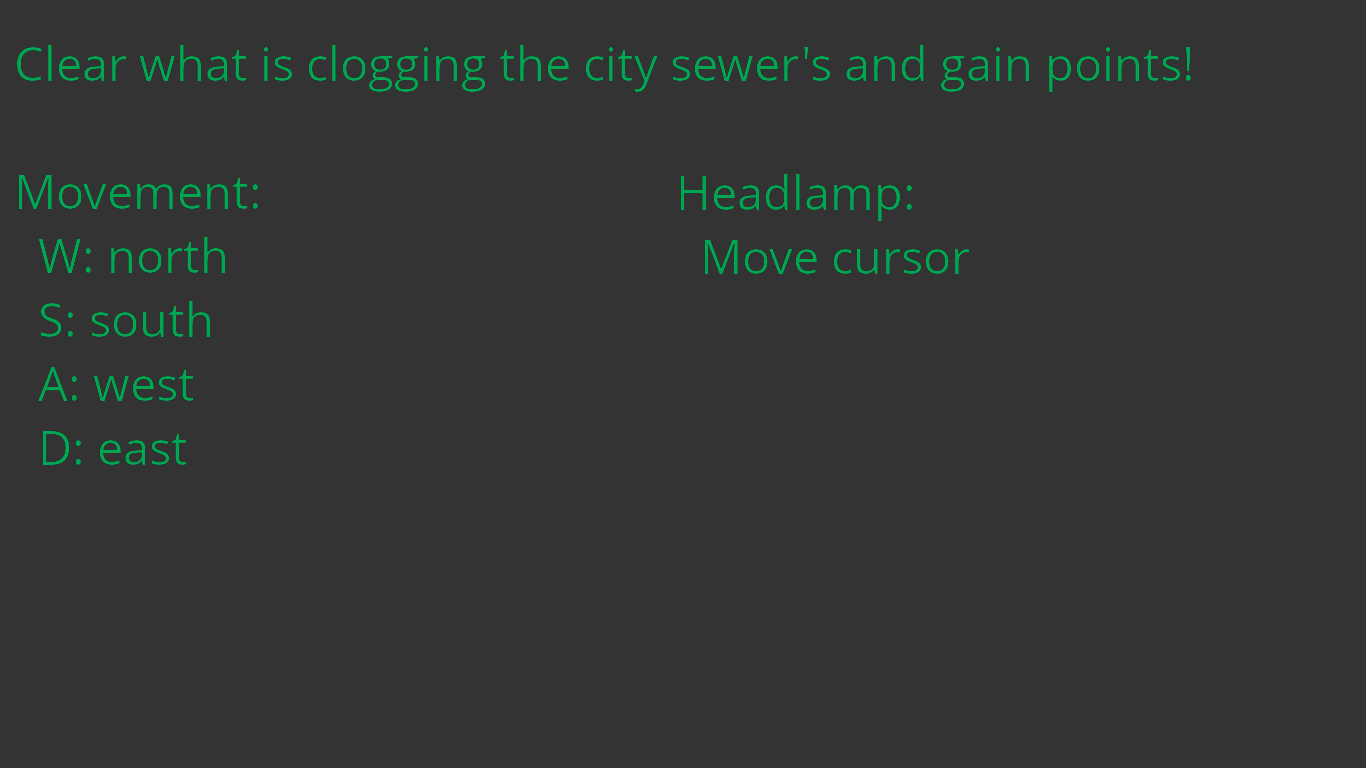 Clear what is clogging the city sewer's and gain points!
Movement:
W: north
S: south
A: west
D: east
Headlamp:
Move cursor